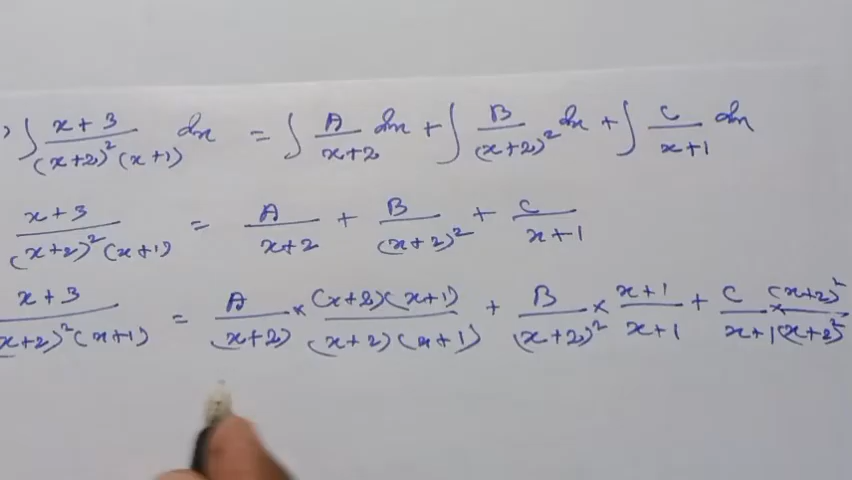 ) ∫ x+3/(x+2)²(x+1) dx = ∫ A/x+2 dx + ∫ B/(x+2)² dx + ∫ C/x+1 dx
x+3/(x+2)²(x+1) = A/x+2 + B/(x+2)² + C/x+1
x+3/(x+2)²(x+1) = A/(x+2) × (x+2)(x+1)/(x+2)(x+1) + B/(x+2)² × x+1/x+1 + C/x+1 × (x+2)²/(x+2)²